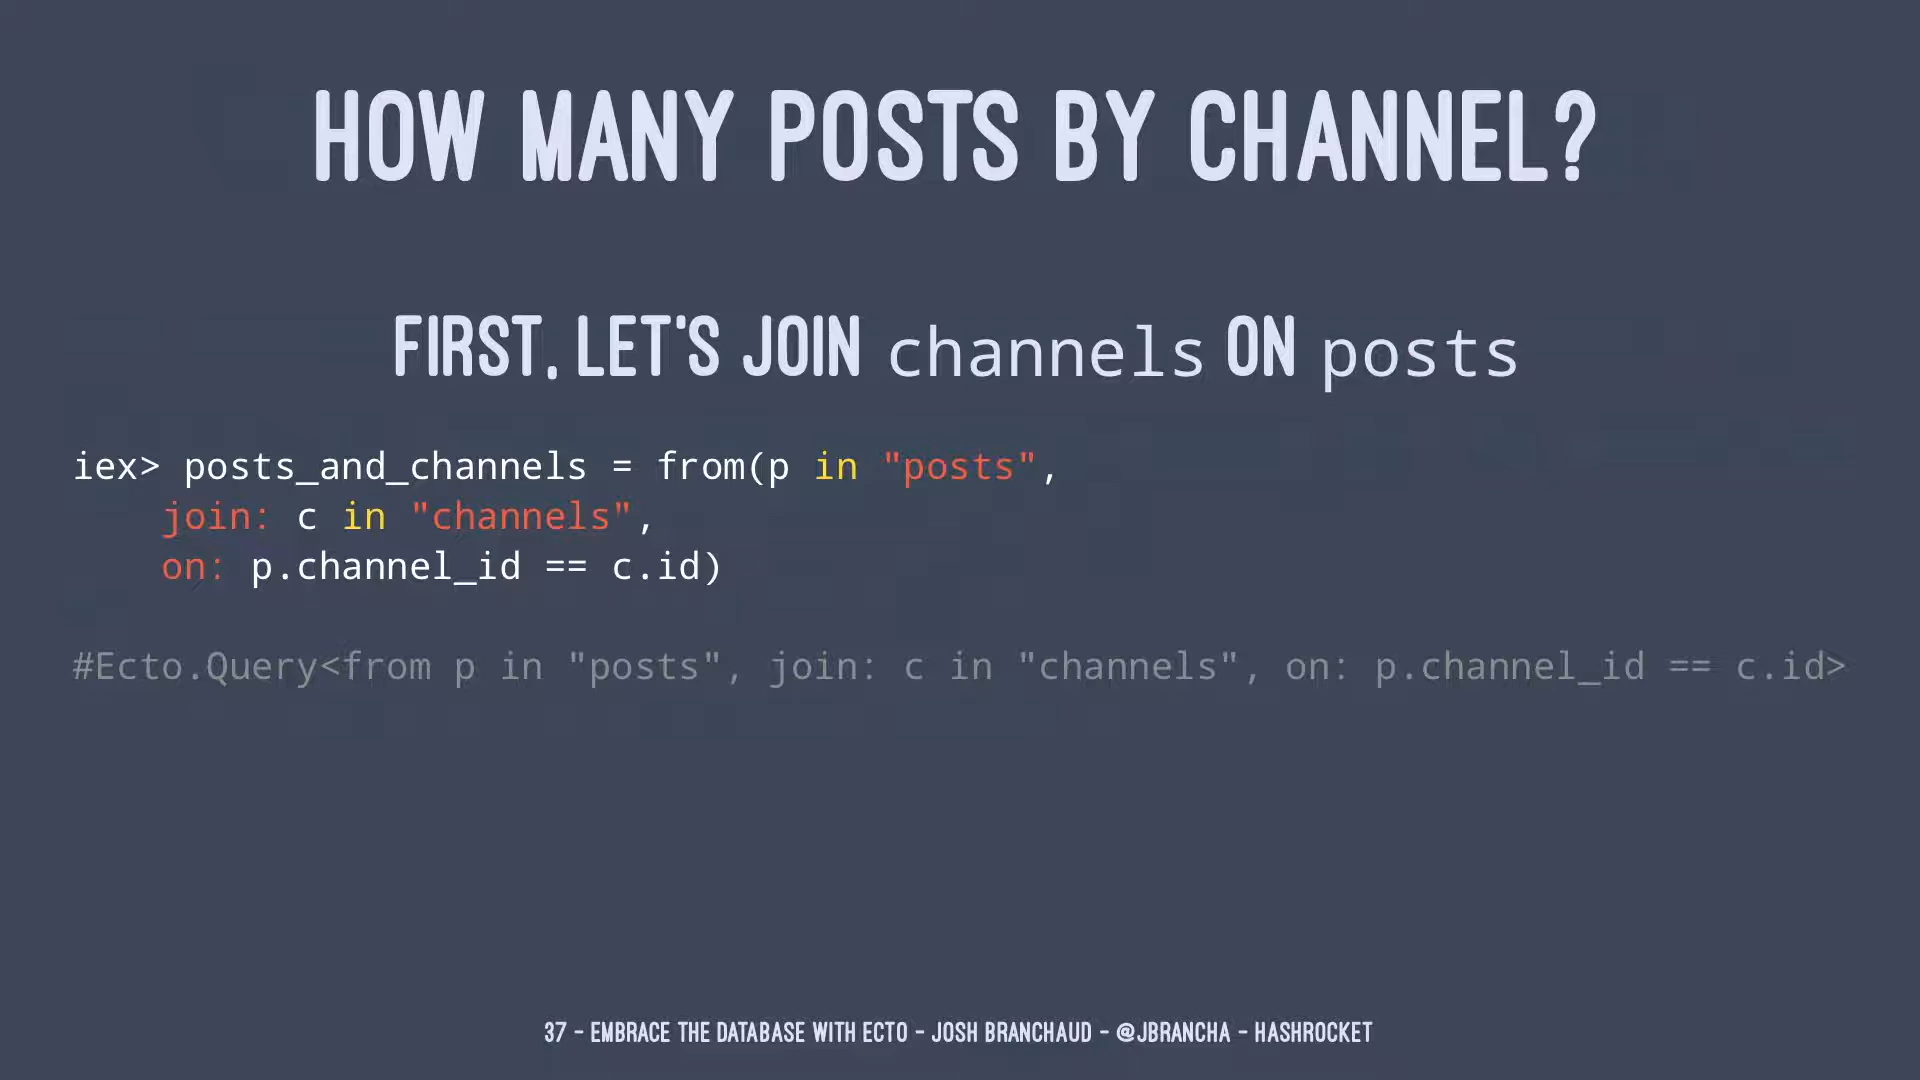 HOW MANY POSTS BY CHANNEL?
FIRST, LET'S JOIN channels ON posts
iex> posts_and_channels = from(p in "posts",
    join: c in "channels",
    on: p.channel_id == c.id)
#Ecto.Query<from p in "posts", join: c in "channels", on: p.channel_id == c.id>
37 - EMBRACE THE DATABASE WITH ECTO - JOSH BRANCHAUD - @JBRANCHA - HASHROCKET